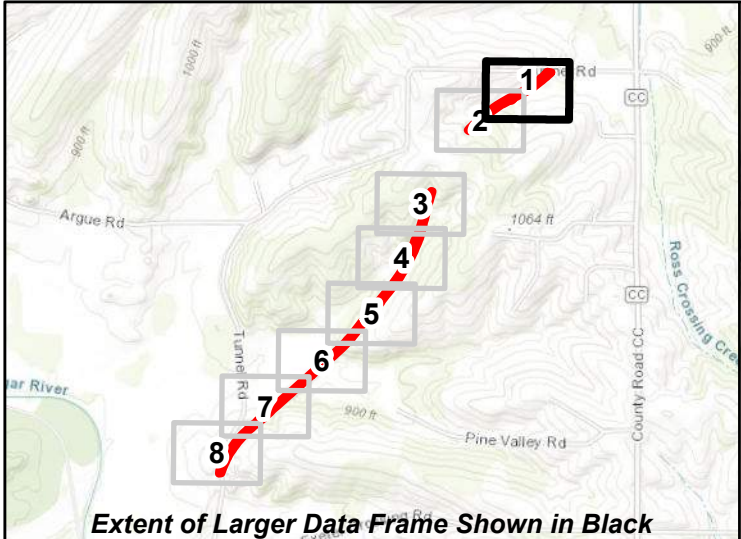 1000 ft
900 ft
1
Rd
CC
2
900 ft
3
Argue Rd
1064 ft
4
Ross Crossing
CC
5
Tunnel Rd
6
County Road CC
ar River
7
900 ft
Pine Valley Rd
8
Rd
Extent of Larger Data Frame Shown in Black